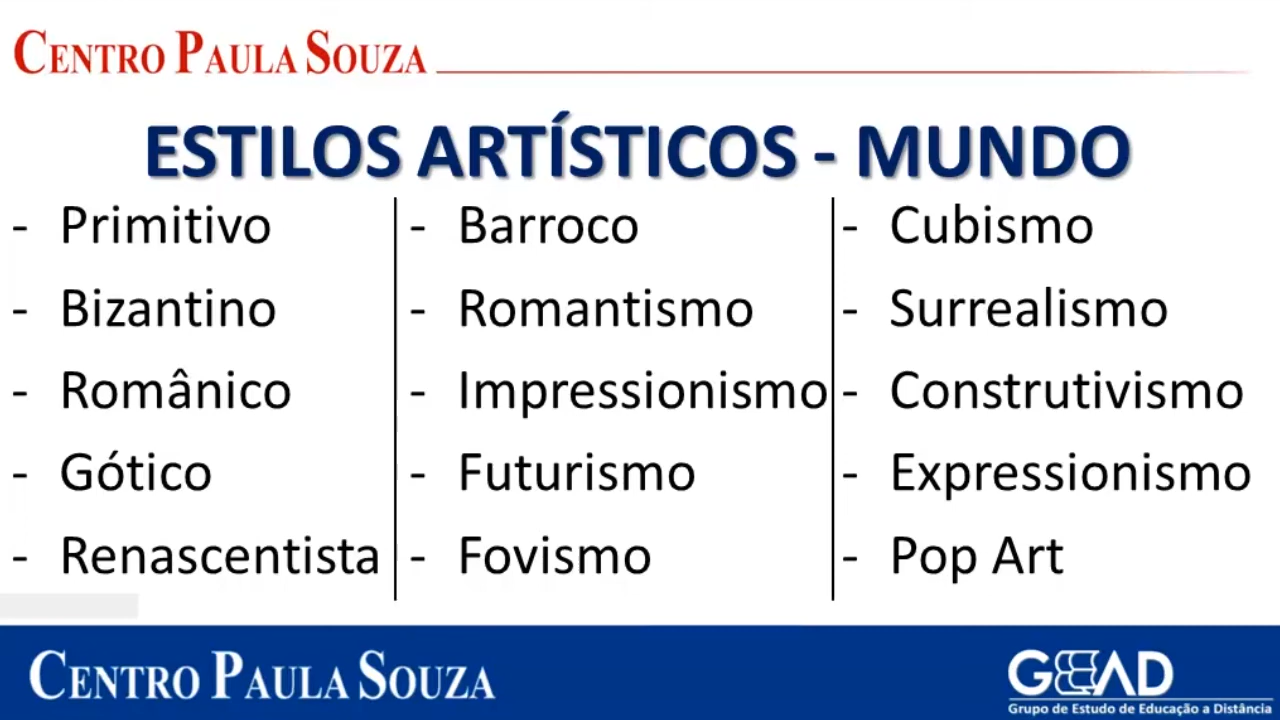 CENTRO PAULA SOUZA
ESTILOS ARTÍSTICOS - MUNDO
- Primitivo
- Bizantino
- Românico
- Gótico
- Renascentista
- Barroco
- Romantismo
- Impressionismo
- Futurismo
- Fovismo
- Cubismo
- Surrealismo
- Construtivismo
- Expressionismo
- Pop Art
CENTRO PAULA SOUZA
GEEAD
Grupo de Estudo de Educação a Distância